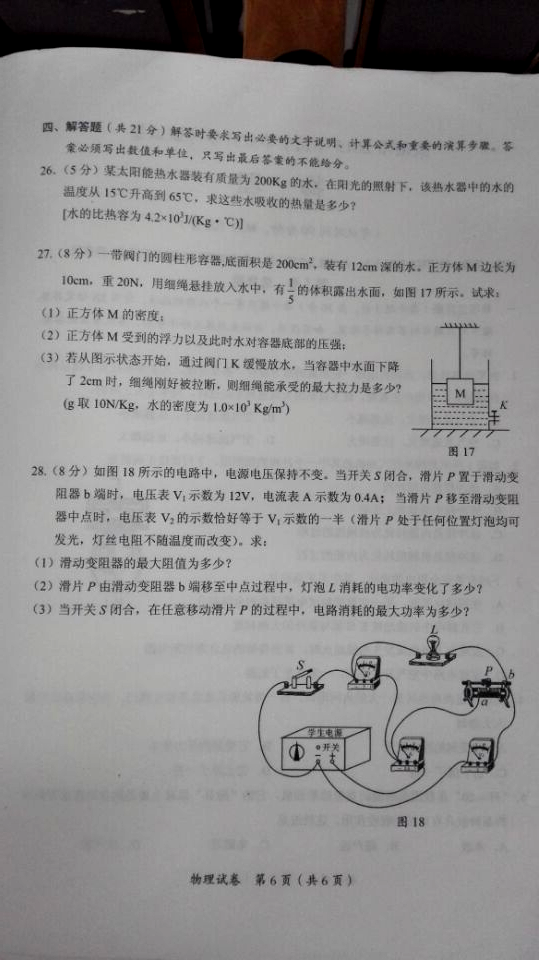 四、解答题(共21分)解答时要求写出必要的文字说明、计算公式和重要的演算步骤。答
案必须写出数值和单位,只写出最后答案的不能给分。
26.(5分)某太阳能热水器装有质量为200Kg的水,在阳光的照射下,该热水器中的水的
温度从15℃升高到65℃,求这些水吸收的热量是多少?
[水的比热容为4.2×10³J/(Kg·℃)]
27.(8分)一带阀门的圆柱形容器,底面积是200cm²,装有12cm深的水。正方体M边长为
10cm,重20N,用细绳悬挂放入水中,有1/5的体积露出水面,如图17所示。试求:
(1)正方体M的密度;
(2)正方体M受到的浮力以及此时水对容器底部的压强;
(3)若从图示状态开始,通过阀门K缓慢放水,当容器中水面下降
了2cm时,细绳刚好被拉断,则细绳能承受的最大拉力是多少?
(g取10N/Kg,水的密度为1.0×10³Kg/m³)
M
K
图17
28.(8分)如图18所示的电路中,电源电压保持不变。当开关S闭合,滑片P置于滑动变
阻器b端时,电压表V₁示数为12V,电流表A示数为0.4A;当滑片P移至滑动变阻
器中点时,电压表V₂的示数恰好等于V₁示数的一半(滑片P处于任何位置灯泡均可
发光,灯丝电阻不随温度而改变)。求:
(1)滑动变阻器的最大阻值为多少?
(2)滑片P由滑动变阻器b端移至中点过程中,灯泡L消耗的电功率变化了多少?
(3)当开关S闭合,在任意移动滑片P的过程中,电路消耗的最大功率为多少?
L
S
P
b
a
学生电源
开关
- +
图18
物理试卷 第6页(共6页)